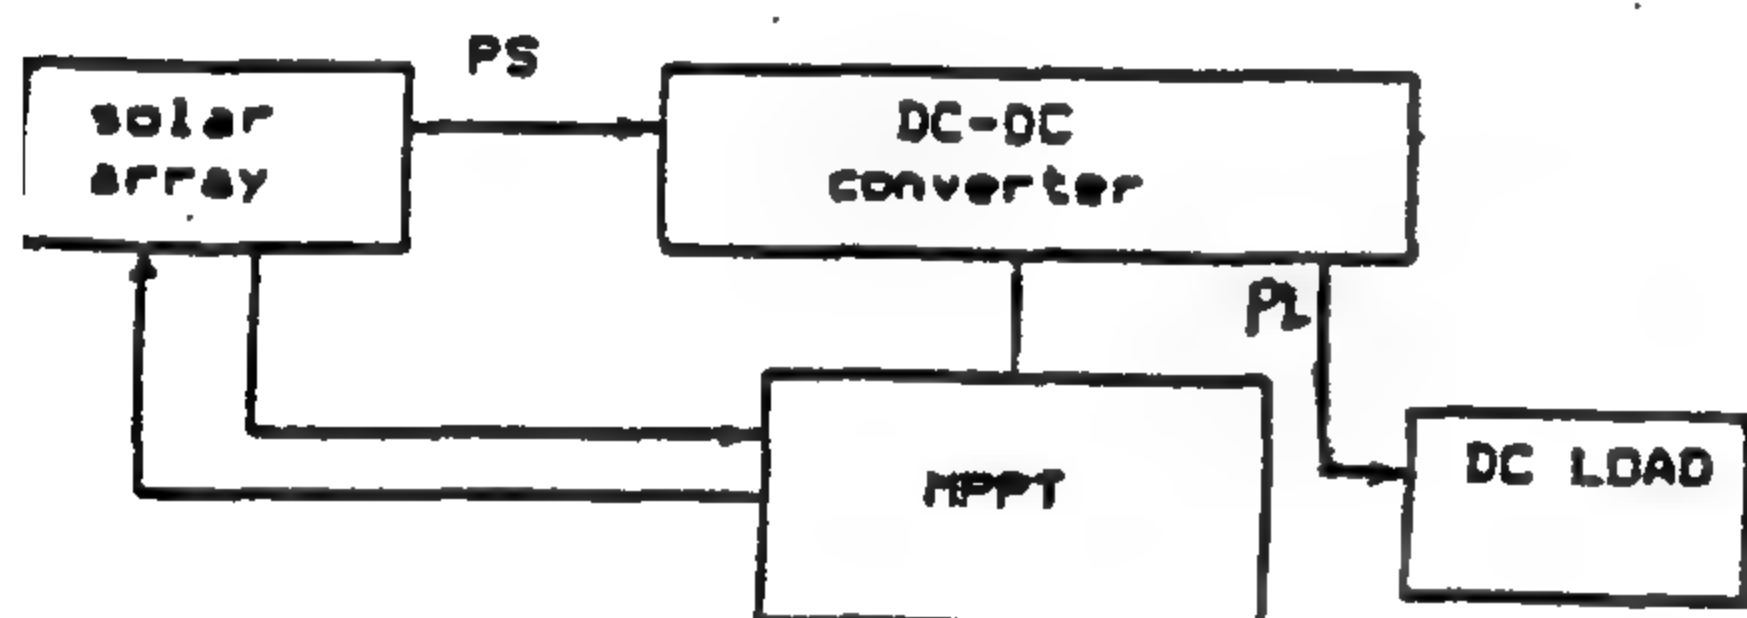 PS
solar
array
DC-DC
converter
PL
MPPT
DC LOAD